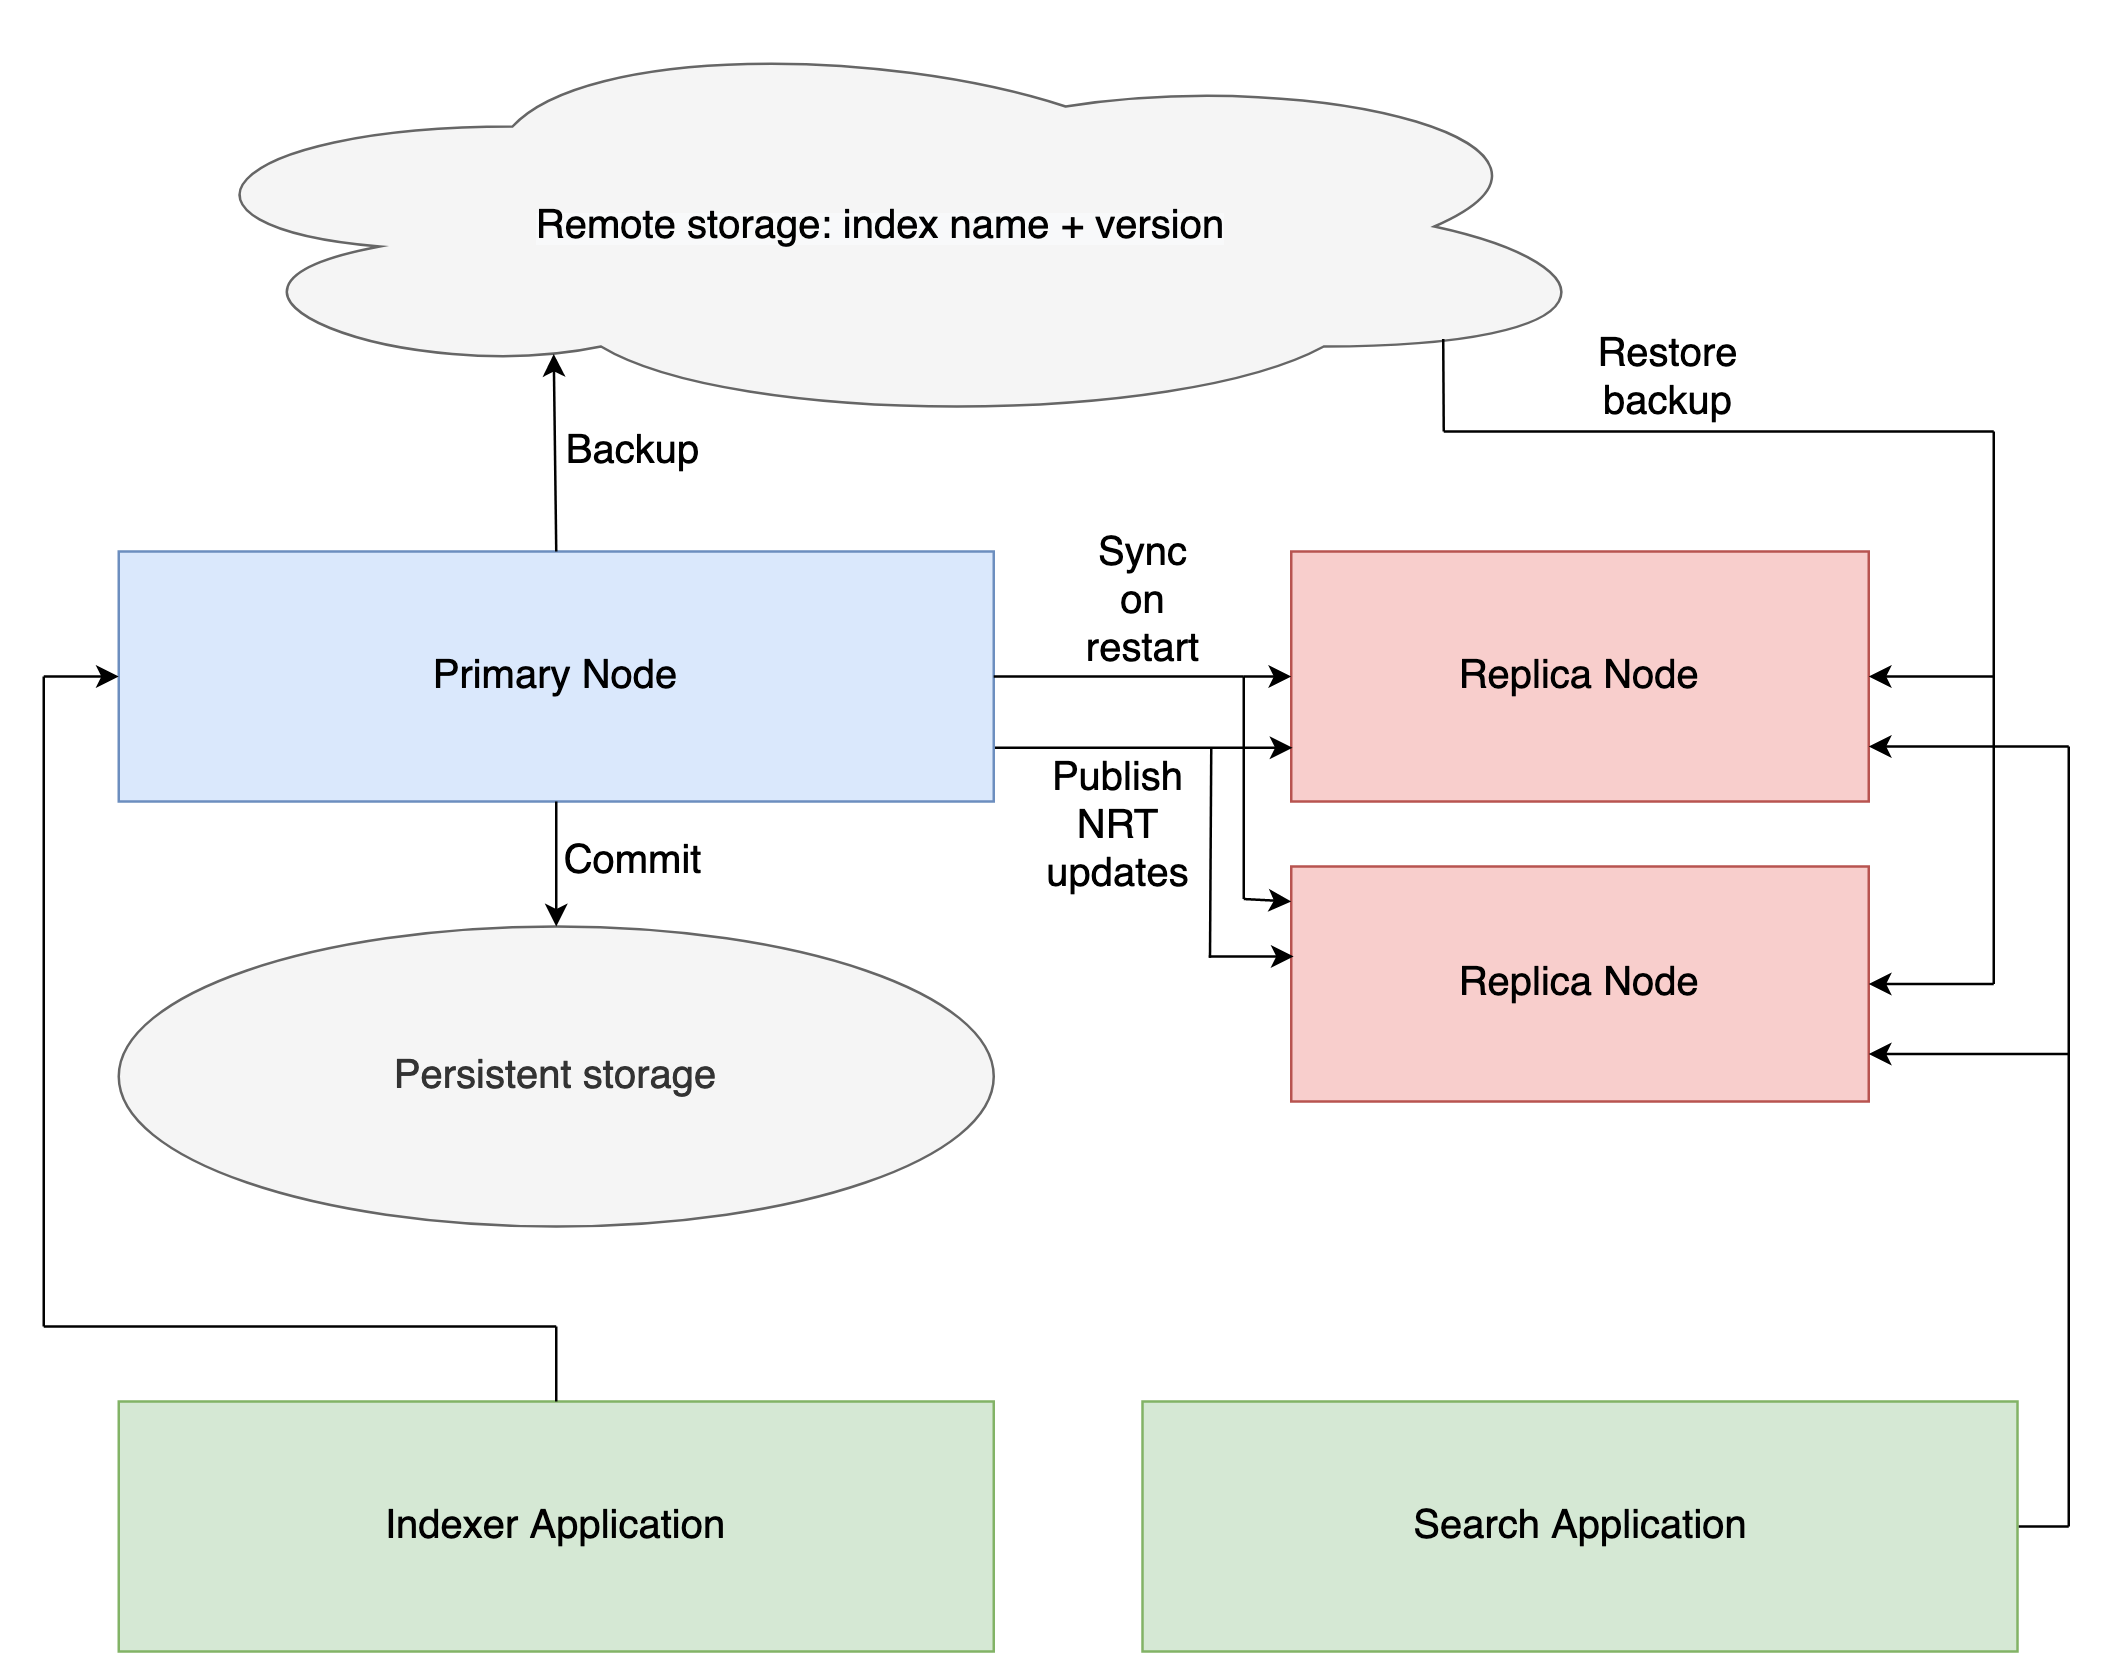 Remote storage: index name + version
Restore
backup
Backup
Sync
on
restart
Primary Node
Replica Node
Publish
NRT
updates
Commit
Replica Node
Persistent storage
Indexer Application
Search Application